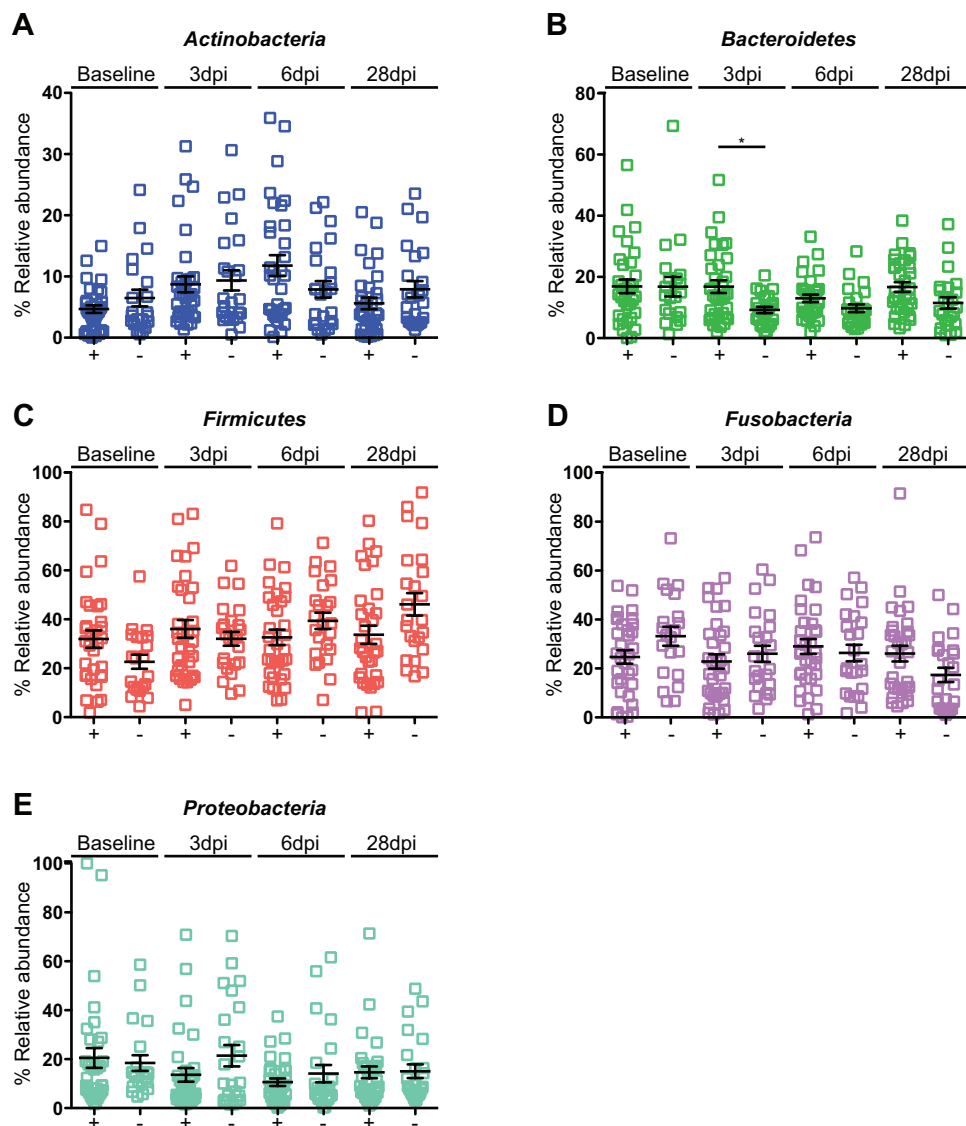 A
Actinobacteria
Baseline 3dpi 6dpi 28dpi
% Relative abundance
40
30
20
10
0
+ - + - + - + -
B
Bacteroidetes
Baseline 3dpi 6dpi 28dpi
% Relative abundance
80
60
40
20
0
*
+ - + - + - + -
C
Firmicutes
Baseline 3dpi 6dpi 28dpi
% Relative abundance
100
80
60
40
20
0
+ - + - + - + -
D
Fusobacteria
Baseline 3dpi 6dpi 28dpi
% Relative abundance
100
80
60
40
20
0
+ - + - + - + -
E
Proteobacteria
Baseline 3dpi 6dpi 28dpi
% Relative abundance
100
80
60
40
20
0
+ - + - + - + -